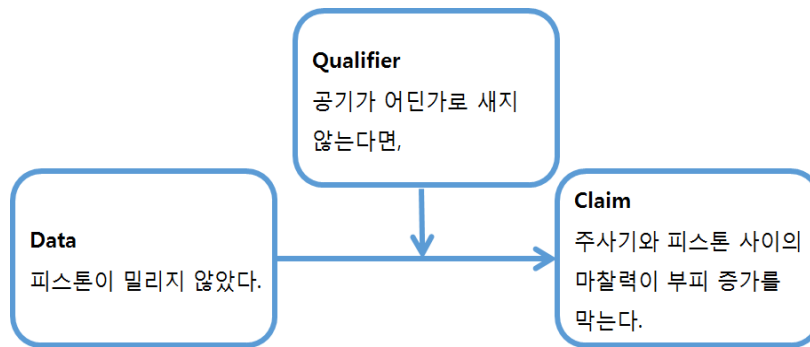 Qualifier
공기가 어딘가로 새지
않는다면,
Data
피스톤이 밀리지 않았다.
Claim
주사기와 피스톤 사이의
마찰력이 부피 증가를
막는다.